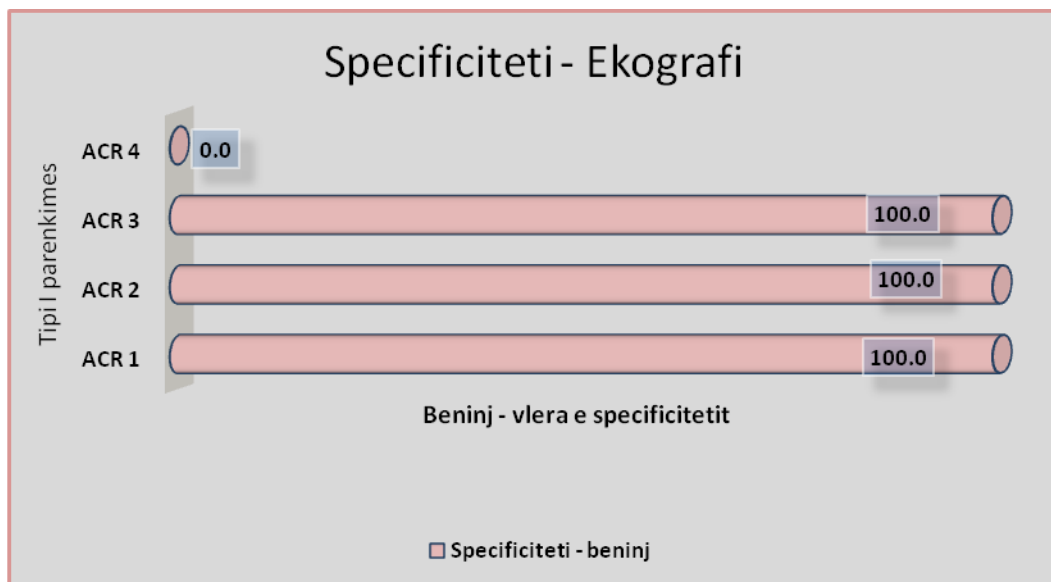 Specificiteti - Ekografi
Tipi I parenkimes
ACR 4
0.0
ACR 3
100.0
ACR 2
100.0
ACR 1
100.0
Beninj - vlera e specificitetit
Specificiteti - beninj